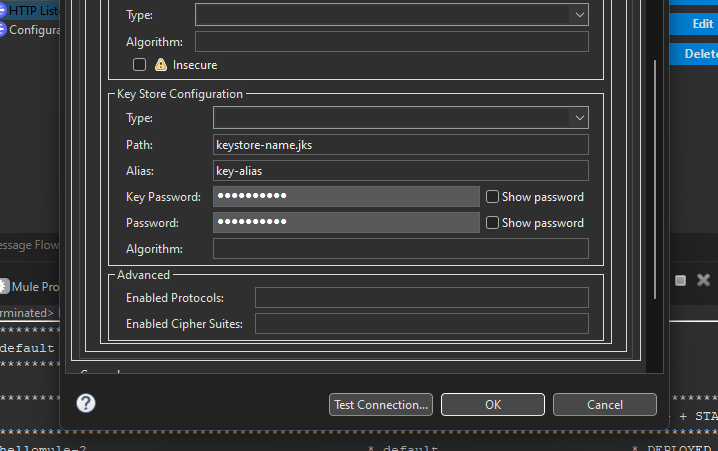 HTTP List
Configura
Type:
Edit
Algorithm:
Delete
Insecure
Key Store Configuration
Type:
Path: keystore-name.jks
Alias: key-alias
Key Password: ●●●●●●●●●● Show password
Password: ●●●●●●●●●● Show password
Algorithm:
essage Flow
Advanced
Mule Pro
Enabled Protocols:
rminated>
Enabled Cipher Suites:
default
? Test Connection... OK Cancel
+ STA
hellomule-2 * default * DEPLOYED